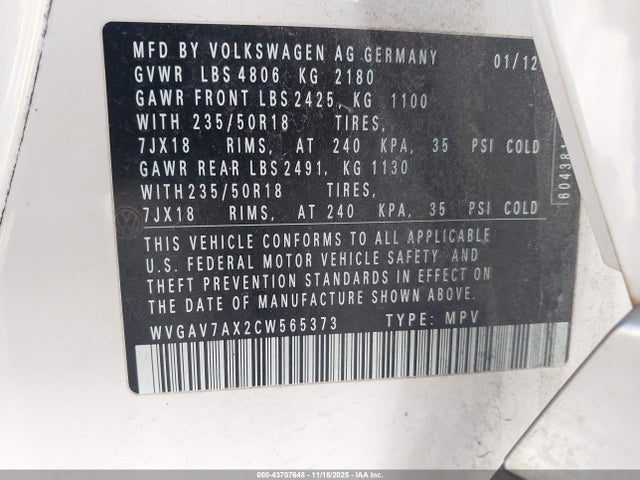 MFD BY VOLKSWAGEN AG GERMANY 01/12
GVWR LBS 4806 KG 2180
GAWR FRONT LBS 2425, KG 1100
WITH 235/50R18 TIRES,
7JX18 RIMS, AT 240 KPA, 35 PSI COLD
GAWR REAR LBS 2491, KG 1130
WITH 235/50R18 TIRES,
7JX18 RIMS, AT 240 KPA, 35 PSI COLD
THIS VEHICLE CONFORMS TO ALL APPLICABLE
U.S. FEDERAL MOTOR VEHICLE SAFETY AND
THEFT PREVENTION STANDARDS IN EFFECT ON
THE DATE OF MANUFACTURE SHOWN ABOVE
WVGAV7AX2CW565373 TYPE: MPV
1604381
000-43707648 - 11/18/2025 - IAA Inc.